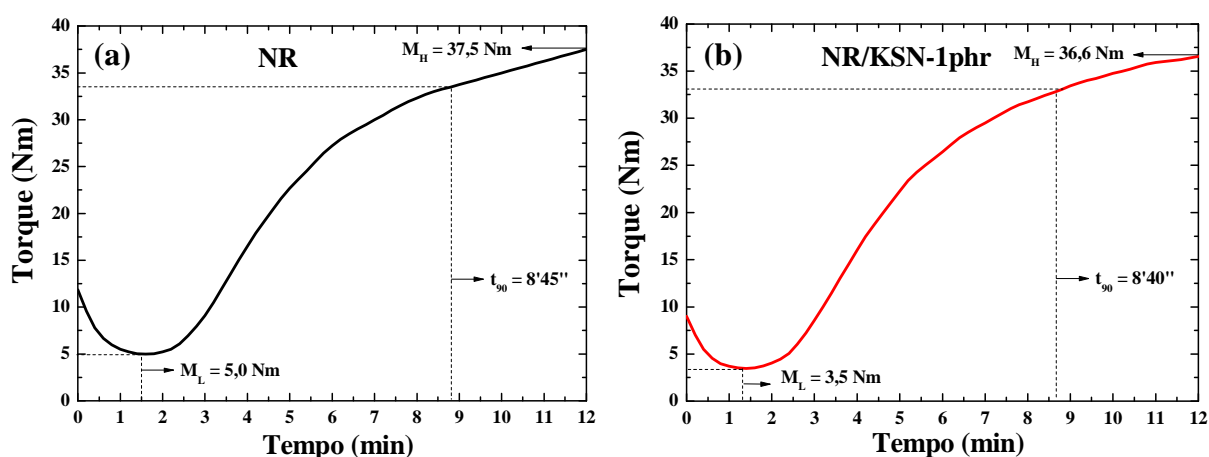 (a)
NR
M_H = 37,5 Nm
40
35
30
25
20
15
10
5
0
Torque (Nm)
t_90 = 8'45''
M_L = 5,0 Nm
0 1 2 3 4 5 6 7 8 9 10 11 12
Tempo (min)
(b)
NR/KSN-1phr
M_H = 36,6 Nm
40
35
30
25
20
15
10
5
0
Torque (Nm)
t_90 = 8'40''
M_L = 3,5 Nm
0 1 2 3 4 5 6 7 8 9 10 11 12
Tempo (min)